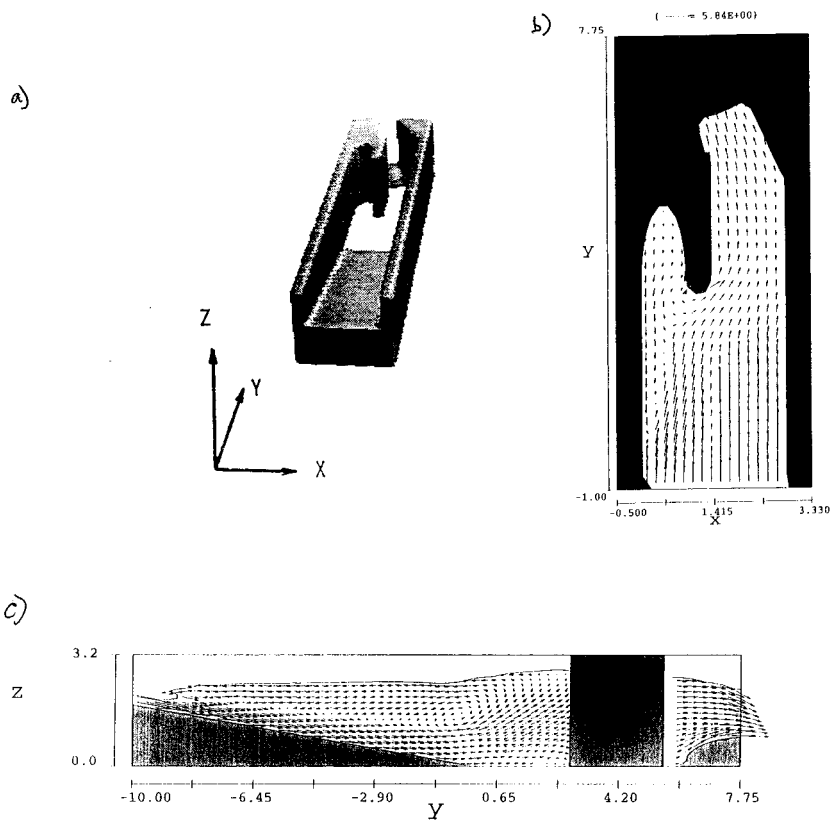 a)
Z
Y
X
b)
= 5.84E+00)
7.75
y
-1.00
-0.500
1.415
3.330
x
c)
3.2
z
0.0
-10.00
-6.45
-2.90
0.65
4.20
7.75
y